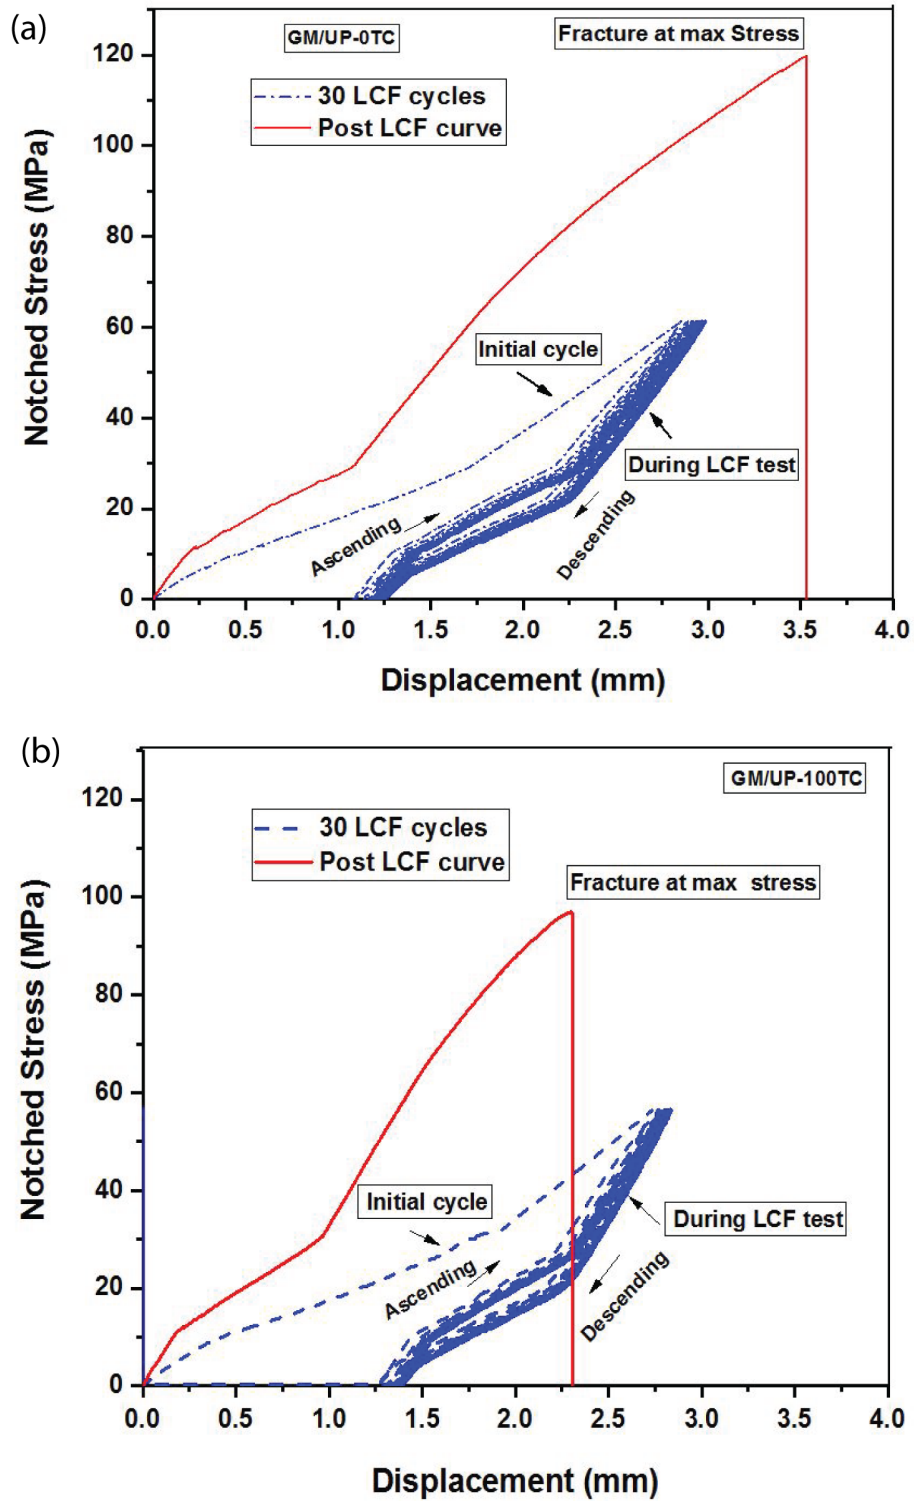 (a)
GM/UP-0TC
Fracture at max Stress
30 LCF cycles
Post LCF curve
Initial cycle
During LCF test
Ascending
Descending
Notched Stress (MPa)
120
100
80
60
40
20
0
0.0 0.5 1.0 1.5 2.0 2.5 3.0 3.5 4.0
Displacement (mm)
(b)
GM/UP-100TC
30 LCF cycles
Post LCF curve
Fracture at max stress
Initial cycle
During LCF test
Ascending
Descending
Notched Stress (MPa)
120
100
80
60
40
20
0
0.0 0.5 1.0 1.5 2.0 2.5 3.0 3.5 4.0
Displacement (mm)